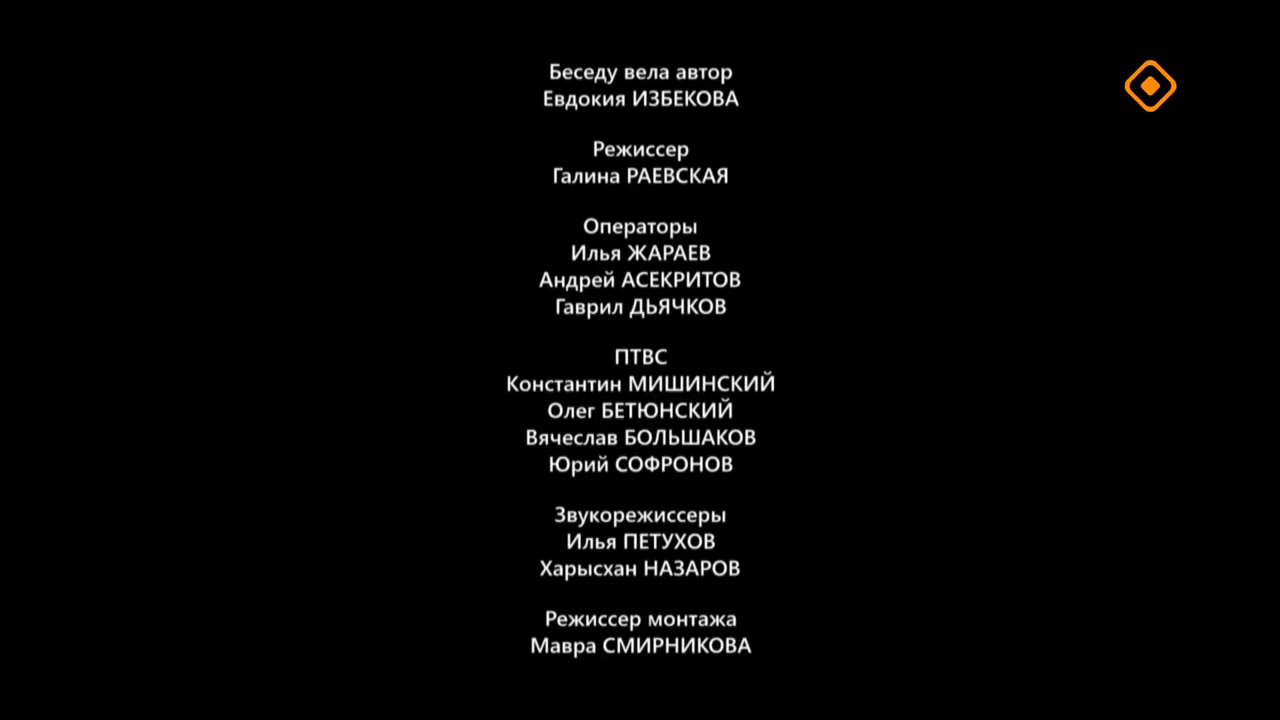 Беседу вела автор
Евдокия ИЗБЕКОВА
Режиссер
Галина РАЕВСКАЯ
Операторы
Илья ЖАРАЕВ
Андрей АСЕКРИТОВ
Гаврил ДЬЯЧКОВ
ПТВС
Константин МИШИНСКИЙ
Олег БЕТЮНСКИЙ
Вячеслав БОЛЬШАКОВ
Юрий СОФРОНОВ
Звукорежиссеры
Илья ПЕТУХОВ
Харысхан НАЗАРОВ
Режиссер монтажа
Мавра СМИРНИКОВА